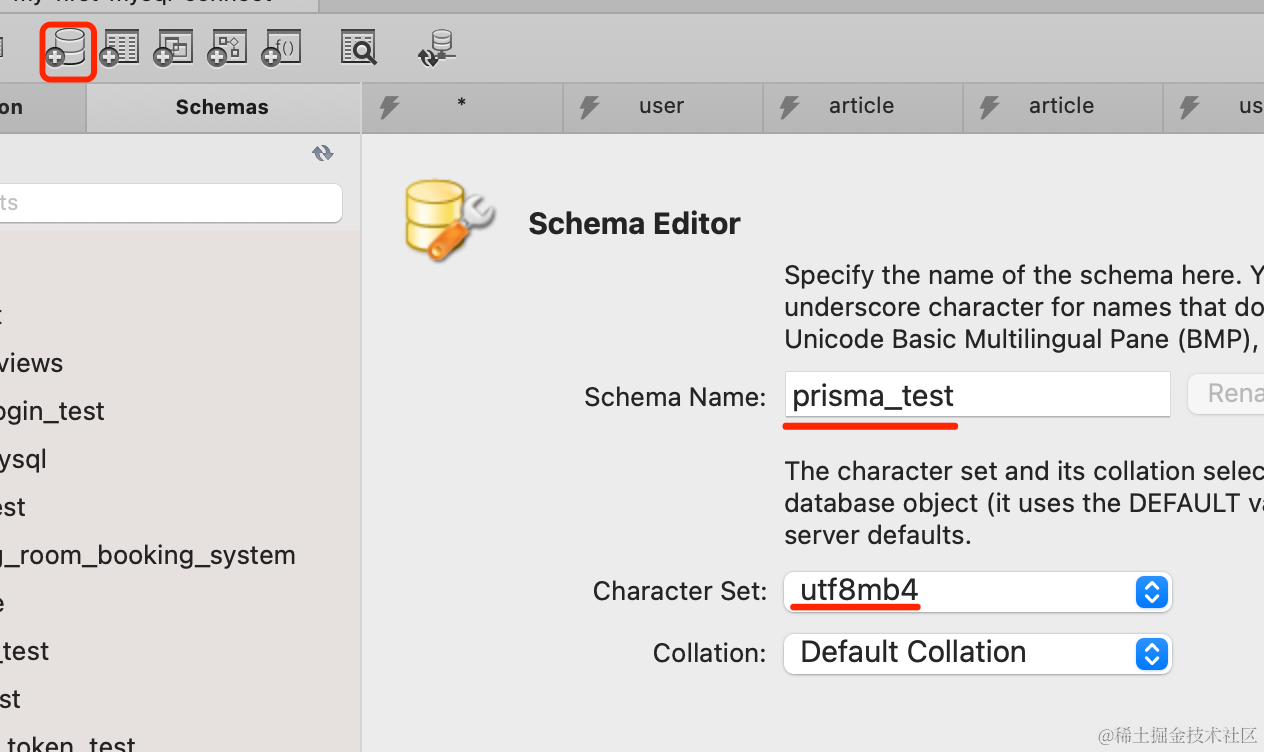 f()
on
Schemas
*
user
article
article
us
ts
Schema Editor
Specify the name of the schema here. Y
underscore character for names that do
Unicode Basic Multilingual Pane (BMP),
Schema Name:
prisma_test
Rena
The character set and its collation selec
database object (it uses the DEFAULT va
server defaults.
Character Set:
utf8mb4
Collation:
Default Collation
t
views
ogin_test
ysql
est
g_room_booking_system
e
_test
st
_token_test
@稀土掘金技术社区